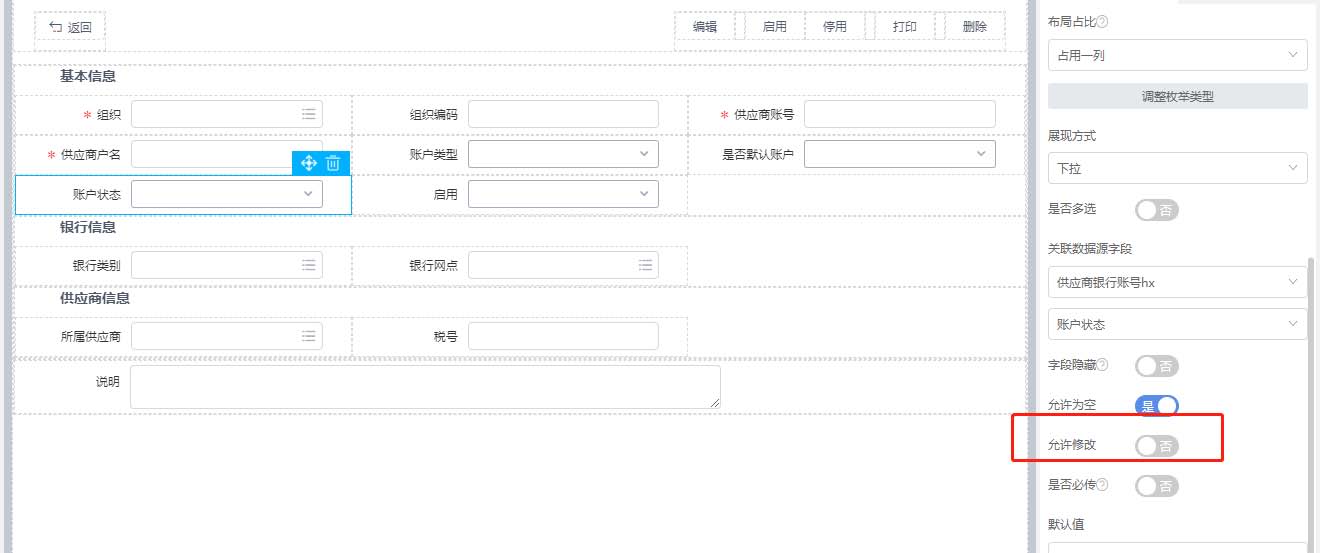 返回
编辑 启用 停用 打印 删除
基本信息
* 组织 组织编码 * 供应商账号
* 供应商户名 账户类型 是否默认账户
账户状态 启用
银行信息
银行类别 银行网点
供应商信息
所属供应商 税号
说明
布局占比?
占用一列
调整枚举类型
展现方式
下拉
是否多选 否
关联数据源字段
供应商银行账号hx
账户状态
字段隐藏? 否
允许为空 是
允许修改 否
是否必传? 否
默认值